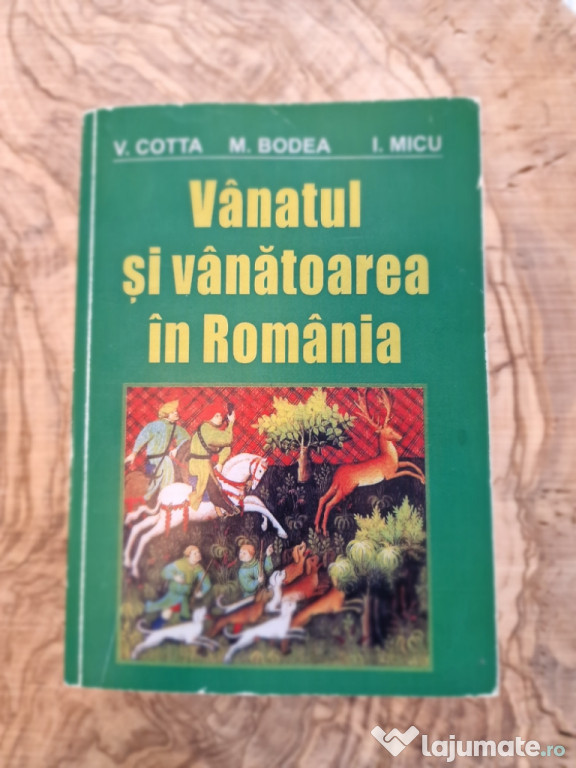 V. COTTA M. BODEA I. MICU
Vânatul
și vânătoarea
în România
lajumate.ro